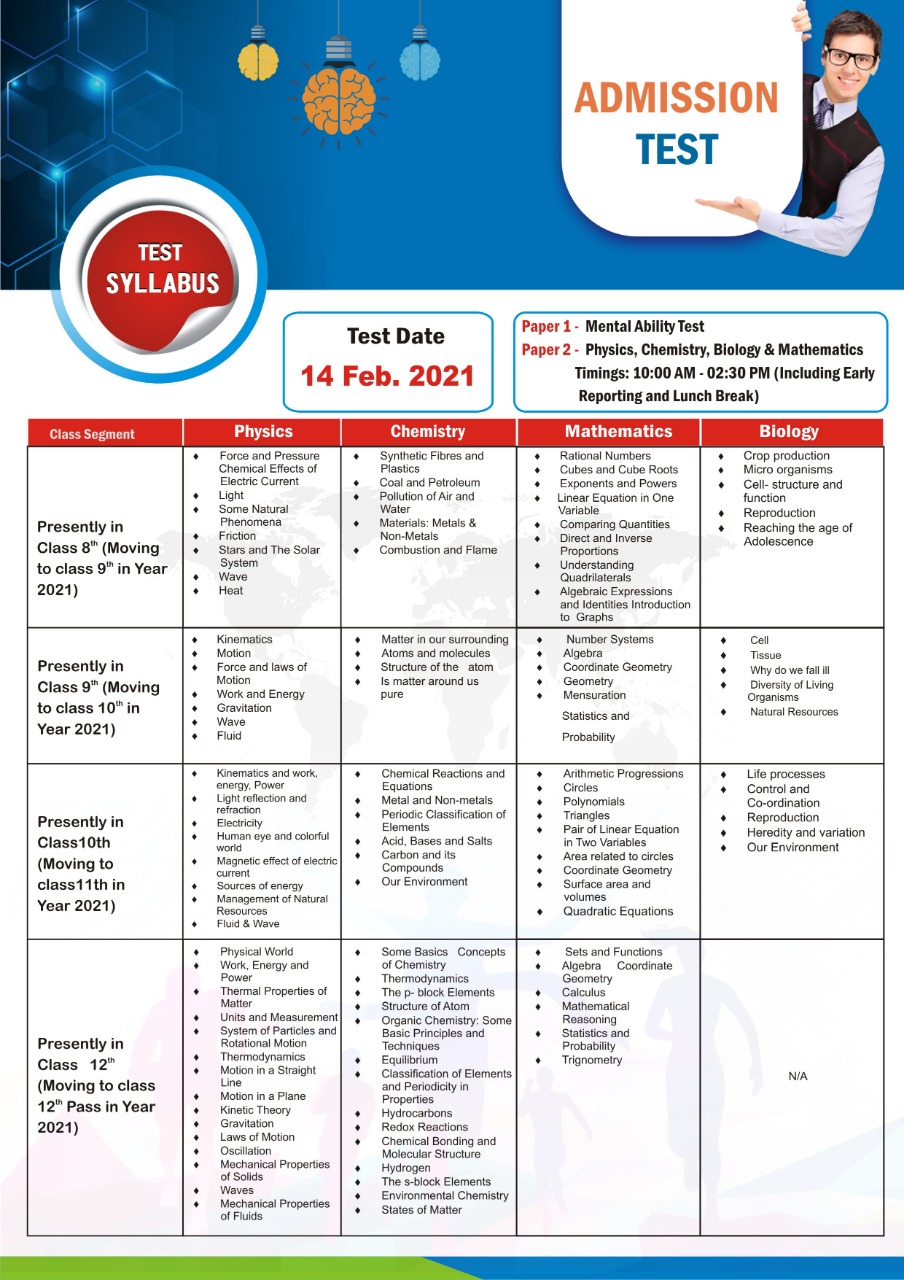 ADMISSION
TEST
TEST
SYLLABUS
Test Date
14 Feb. 2021
Paper 1 - Mental Ability Test
Paper 2 - Physics, Chemistry, Biology & Mathematics
Timings: 10:00 AM - 02:30 PM (Including Early
Reporting and Lunch Break)
Class Segment
Physics
Chemistry
Mathematics
Biology
Presently in
Class 8th (Moving
to class 9th in Year
2021)
♦ Force and Pressure
Chemical Effects of
Electric Current
♦ Light
♦ Some Natural
Phenomena
♦ Friction
♦ Stars and The Solar
System
♦ Wave
♦ Heat
♦ Synthetic Fibres and
Plastics
♦ Coal and Petroleum
♦ Pollution of Air and
Water
♦ Materials: Metals &
Non-Metals
♦ Combustion and Flame
♦ Rational Numbers
♦ Cubes and Cube Roots
♦ Exponents and Powers
♦ Linear Equation in One
Variable
♦ Comparing Quantities
♦ Direct and Inverse
Proportions
♦ Understanding
Quadrilaterals
♦ Algebraic Expressions
and Identities Introduction
to Graphs
♦ Crop production
♦ Micro organisms
♦ Cell- structure and
function
♦ Reproduction
♦ Reaching the age of
Adolescence
Presently in
Class 9th (Moving
to class 10th in
Year 2021)
♦ Kinematics
♦ Motion
♦ Force and laws of
Motion
♦ Work and Energy
♦ Gravitation
♦ Wave
♦ Fluid
♦ Matter in our surrounding
♦ Atoms and molecules
♦ Structure of the atom
♦ Is matter around us
pure
♦ Number Systems
♦ Algebra
♦ Coordinate Geometry
♦ Geometry
♦ Mensuration
Statistics and
Probability
♦ Cell
♦ Tissue
♦ Why do we fall ill
♦ Diversity of Living
Organisms
♦ Natural Resources
Presently in
Class10th
(Moving to
class11th in
Year 2021)
♦ Kinematics and work,
energy, Power
♦ Light reflection and
refraction
♦ Electricity
♦ Human eye and colorful
world
♦ Magnetic effect of electric
current
♦ Sources of energy
♦ Management of Natural
Resources
♦ Fluid & Wave
♦ Chemical Reactions and
Equations
♦ Metal and Non-metals
♦ Periodic Classification of
Elements
♦ Acid, Bases and Salts
♦ Carbon and its
Compounds
♦ Our Environment
♦ Arithmetic Progressions
♦ Circles
♦ Polynomials
♦ Triangles
♦ Pair of Linear Equation
in Two Variables
♦ Area related to circles
♦ Coordinate Geometry
♦ Surface area and
volumes
♦ Quadratic Equations
♦ Life processes
♦ Control and
Co-ordination
♦ Reproduction
♦ Heredity and variation
♦ Our Environment
Presently in
Class 12th
(Moving to class
12th Pass in Year
2021)
♦ Physical World
♦ Work, Energy and
Power
♦ Thermal Properties of
Matter
♦ Units and Measurement
♦ System of Particles and
Rotational Motion
♦ Thermodynamics
♦ Motion in a Straight
Line
♦ Motion in a Plane
♦ Kinetic Theory
♦ Gravitation
♦ Laws of Motion
♦ Oscillation
♦ Mechanical Properties
of Solids
♦ Waves
♦ Mechanical Properties
of Fluids
♦ Some Basics Concepts
of Chemistry
♦ Thermodynamics
♦ The p- block Elements
♦ Structure of Atom
♦ Organic Chemistry: Some
Basic Principles and
Techniques
♦ Equilibrium
♦ Classification of Elements
and Periodicity in
Properties
♦ Hydrocarbons
♦ Redox Reactions
♦ Chemical Bonding and
Molecular Structure
♦ Hydrogen
♦ The s-block Elements
♦ Environmental Chemistry
♦ States of Matter
♦ Sets and Functions
♦ Algebra Coordinate
Geometry
♦ Calculus
♦ Mathematical
Reasoning
♦ Statistics and
Probability
♦ Trignometry
N/A